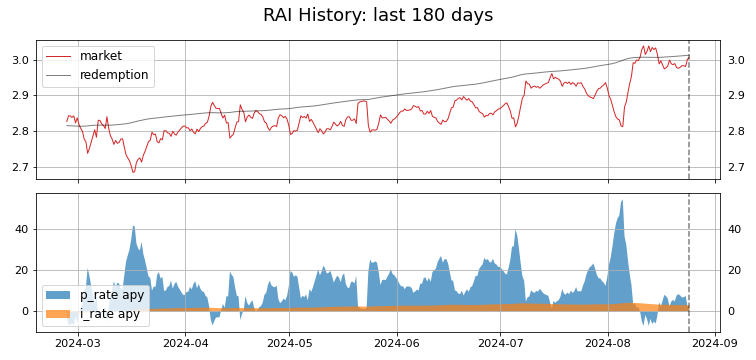 RAI History: last 180 days
market
redemption
3.0
2.9
2.8
2.7
3.0
2.9
2.8
2.7
40
20
0
40
20
0
p_rate apy
i_rate apy
2024-03 2024-04 2024-05 2024-06 2024-07 2024-08 2024-09